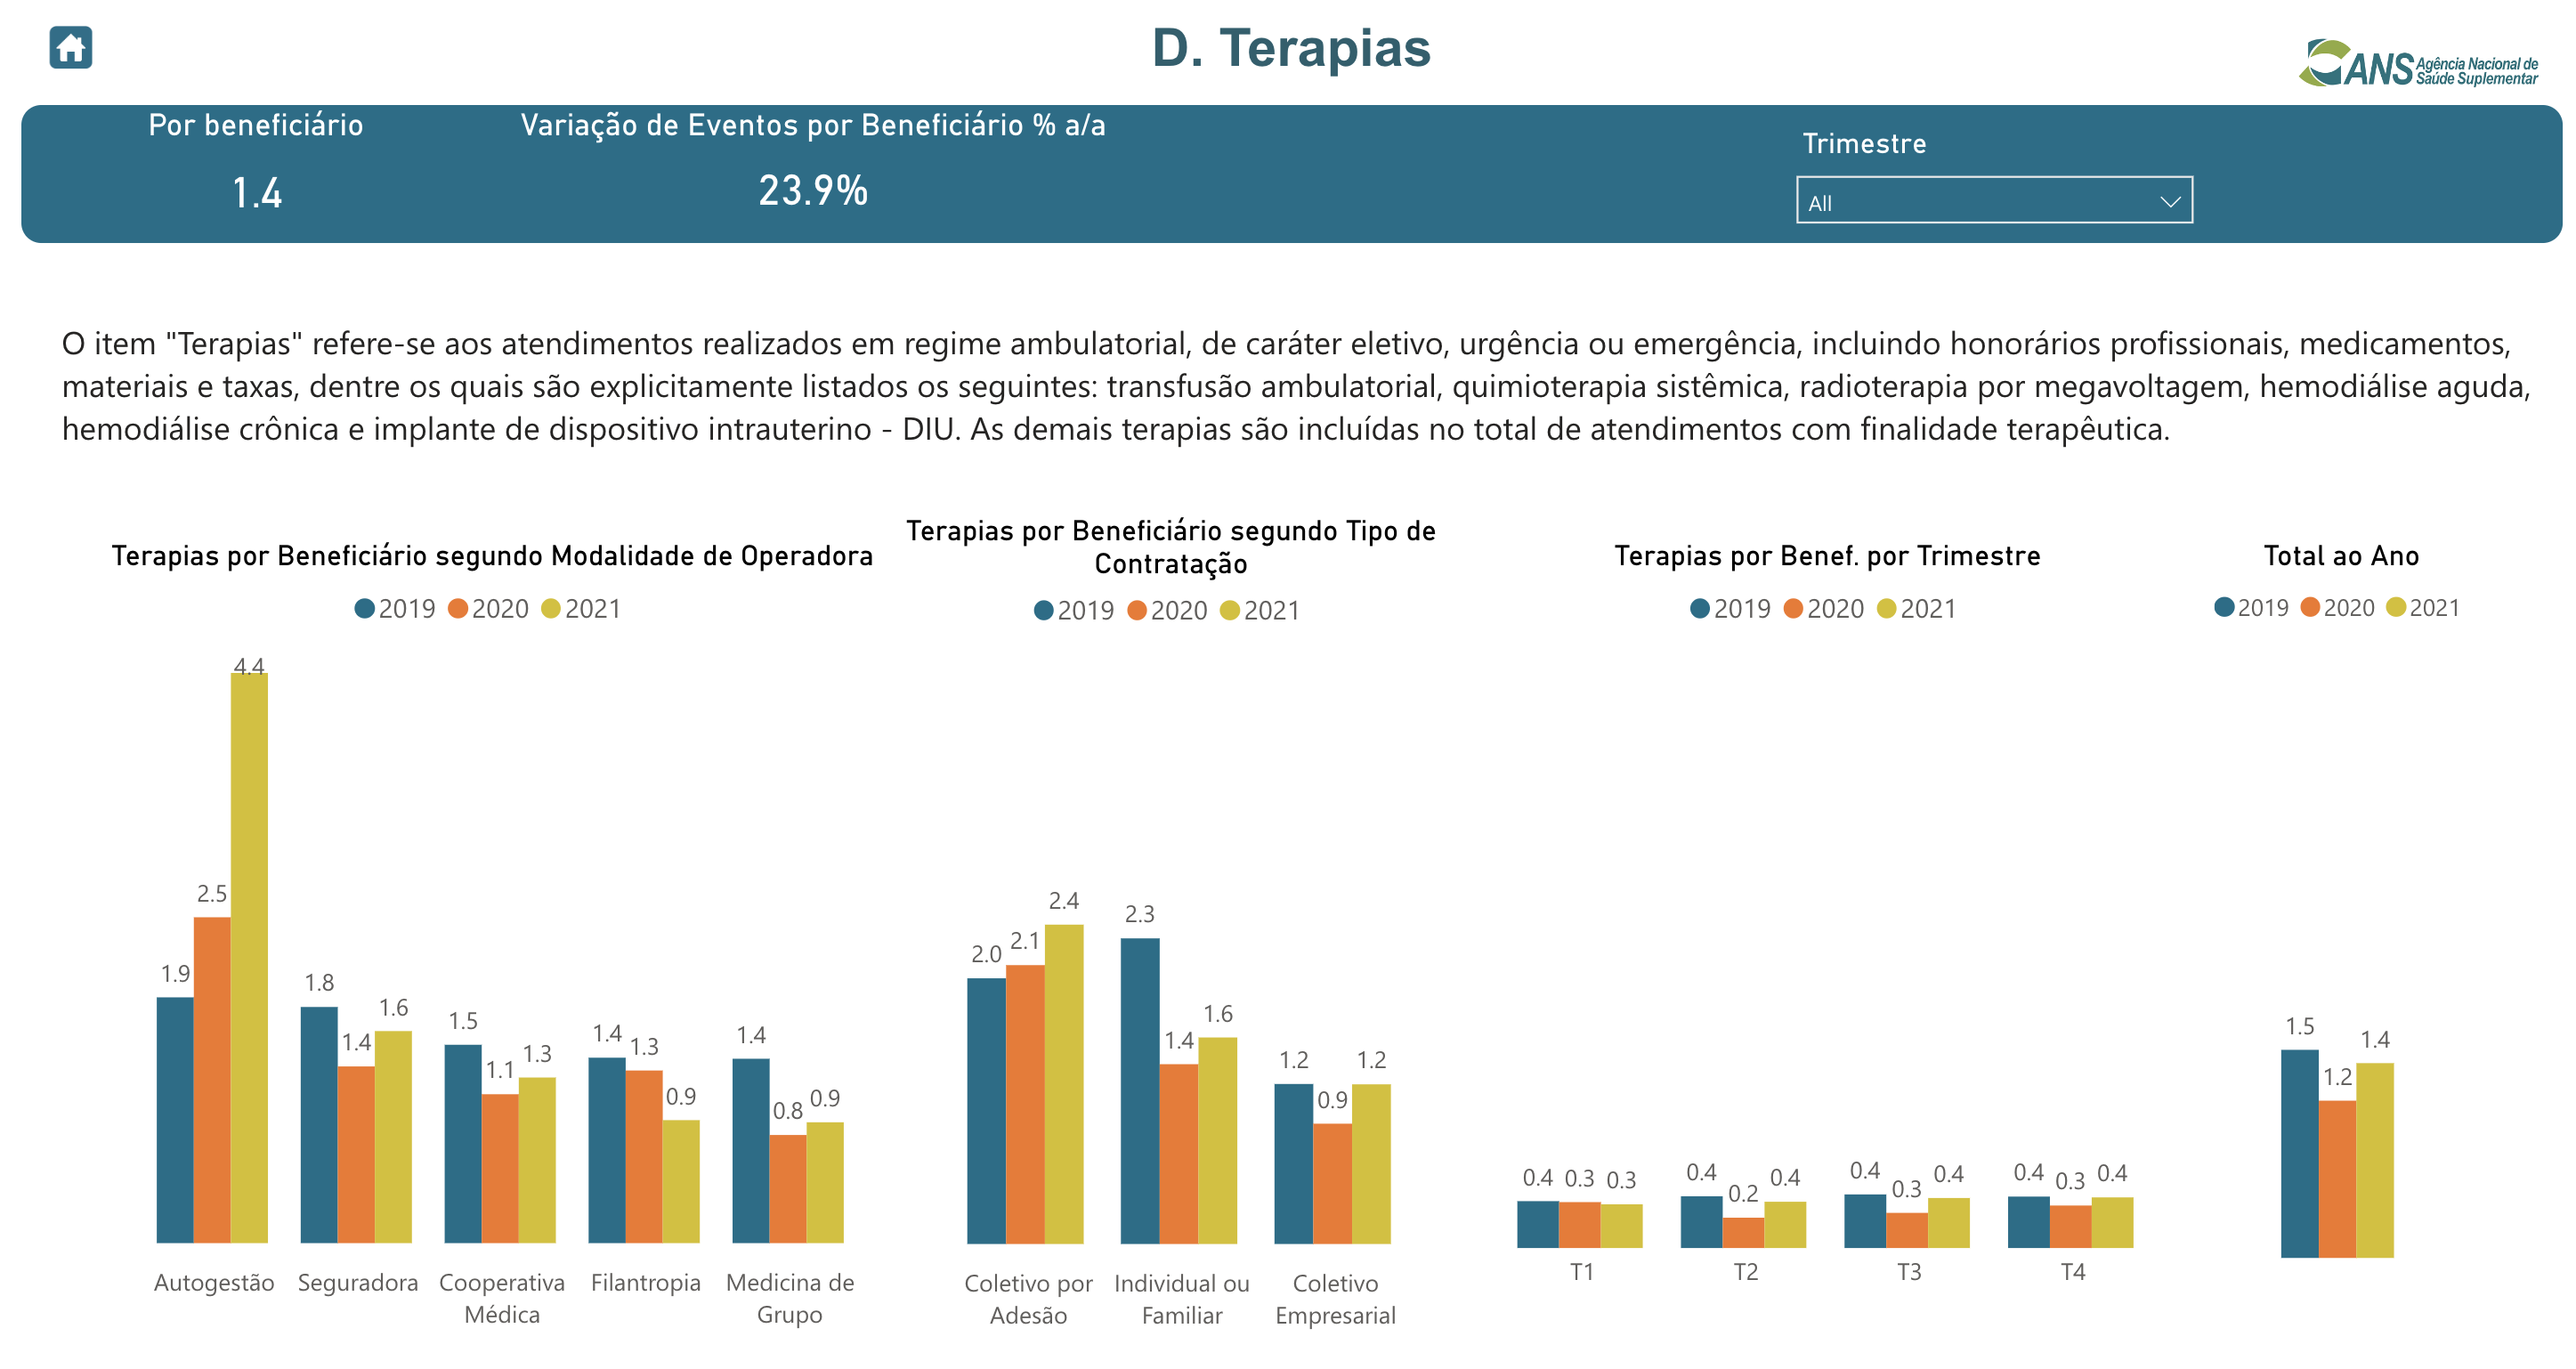 D. Terapias
ANS Agência Nacional de
Saúde Suplementar
Por beneficiário
1.4
Variação de Eventos por Beneficiário % a/a
23.9%
Trimestre
All
O item "Terapias" refere-se aos atendimentos realizados em regime ambulatorial, de caráter eletivo, urgência ou emergência, incluindo honorários profissionais, medicamentos,
materiais e taxas, dentre os quais são explicitamente listados os seguintes: transfusão ambulatorial, quimioterapia sistêmica, radioterapia por megavoltagem, hemodiálise aguda,
hemodiálise crônica e implante de dispositivo intrauterino - DIU. As demais terapias são incluídas no total de atendimentos com finalidade terapêutica.
Terapias por Beneficiário segundo Modalidade de Operadora
2019 2020 2021
4.4
2.5
1.9
1.8
1.4
1.6
1.5
1.1
1.3
1.4
1.3
0.9
1.4
0.8
0.9
Autogestão
Seguradora
Cooperativa
Médica
Filantropia
Medicina de
Grupo
Terapias por Beneficiário segundo Tipo de
Contratação
2019 2020 2021
2.0
2.1
2.4
2.3
1.4
1.6
1.2
0.9
1.2
Coletivo por
Adesão
Individual ou
Familiar
Coletivo
Empresarial
Terapias por Benef. por Trimestre
2019 2020 2021
0.4 0.3 0.3
0.4 0.2 0.4
0.4 0.3 0.4
0.4 0.3 0.4
T1
T2
T3
T4
Total ao Ano
2019 2020 2021
1.5
1.2
1.4